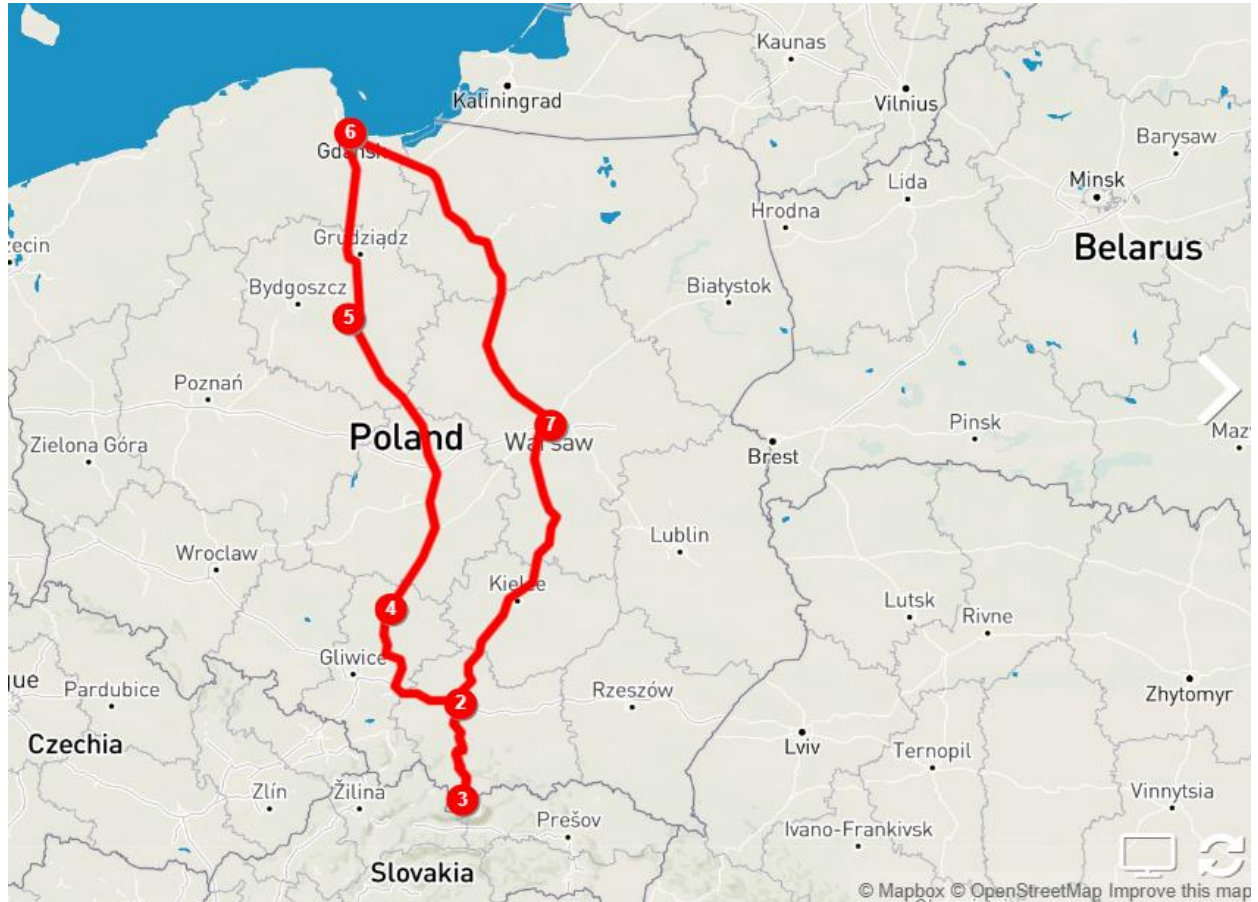 Kaunas
Kaliningrad
Vilnius
6
Gdańsk
Barysaw
Lida
Minsk
Hrodna
Grudziądz
zecin
Belarus
Bydgoszcz
Białystok
5
Poznań
7
Pinsk
Poland
Warsaw
Zielona Góra
Brest
Mazy
Lublin
Wroclaw
Kielce
4
Lutsk
Rivne
Gliwice
que
Pardubice
2
Rzeszów
Zhytomyr
Czechia
Lviv
Ternopil
Zlín
Žilina
3
Vinnytsia
Prešov
Ivano-Frankivsk
Slovakia
© Mapbox © OpenStreetMap Improve this map